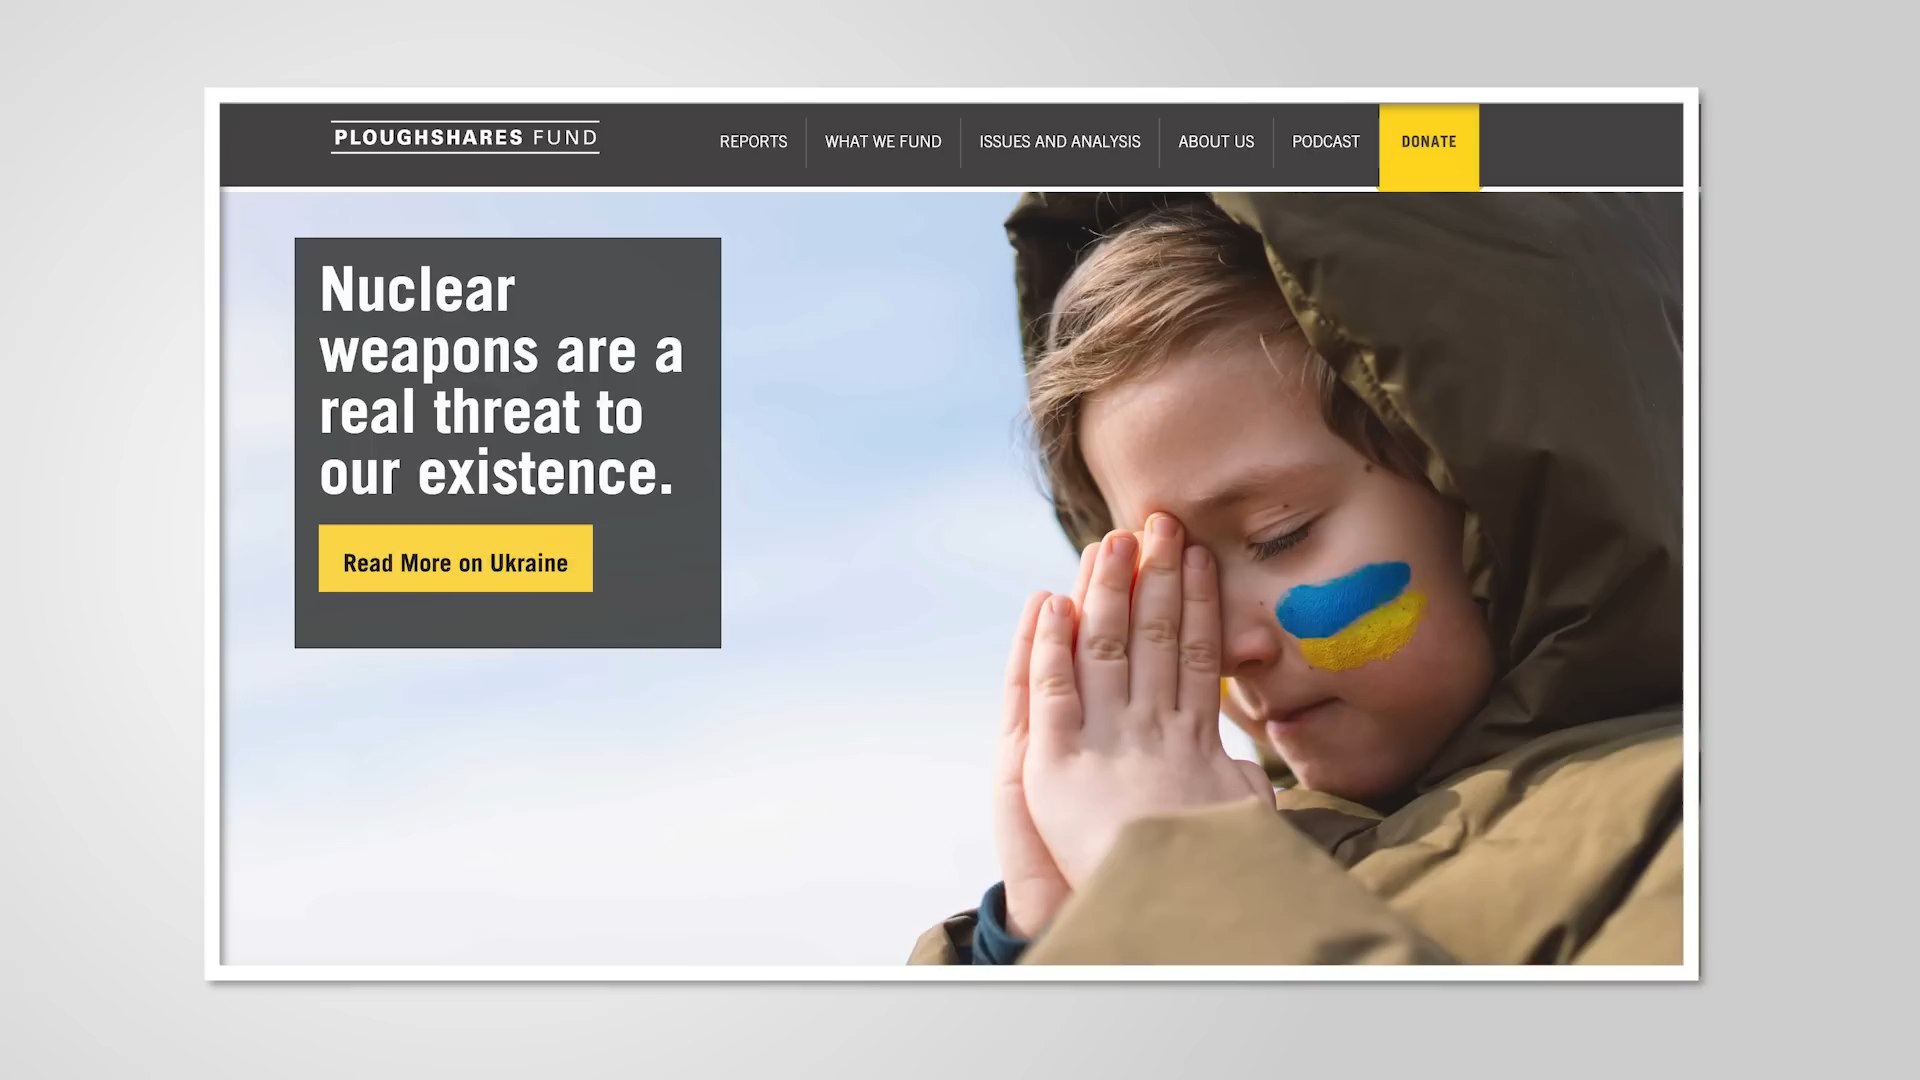 PLOUGHSHARES FUND
REPORTS
WHAT WE FUND
ISSUES AND ANALYSIS
ABOUT US
PODCAST
DONATE
Nuclear
weapons are a
real threat to
our existence.
Read More on Ukraine